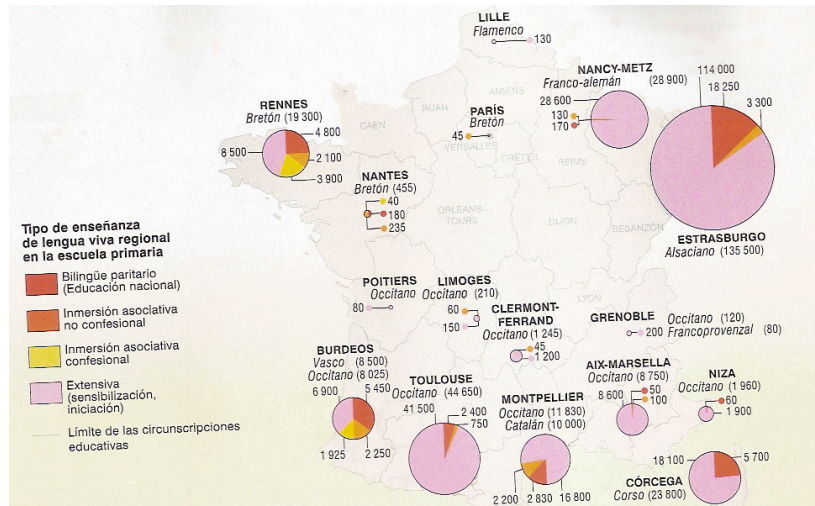 LILLE
Flamenco
130
NANCY-METZ
Franco-alemán (28 900)
28 600
130
170
114 000
18 250
3 300
ESTRASBURGO
Alsaciano (135 500)
RENNES
Bretón (19 300)
4 800
8 500
2 100
3 900
PARÍS
Bretón
45
NANTES
Bretón (455)
40
180
235
AMIENS
RUAN
CAEN
VERSALLES
CRÉTEIL
REIMS
ORLEANS-
TOURS
DIJON
BESANZÓN
LYON
Tipo de enseñanza
de lengua viva regional
en la escuela primaria
Bilingüe paritario
(Educación nacional)
Inmersión asociativa
no confesional
Inmersión asociativa
confesional
Extensiva
(sensibilización,
iniciación)
Límite de las circunscripciones
educativas
POITIERS
Occitano
80
LIMOGES
Occitano (210)
60
150
CLERMONT-
FERRAND
Occitano (1 245)
45
1 200
GRENOBLE
Occitano (120)
Francoprovenzal (80)
200
BURDEOS
Vasco (8 500)
Occitano (8 025)
6 900
5 450
1 925
2 250
TOULOUSE
Occitano (44 650)
41 500
2 400
750
MONTPELLIER
Occitano (11 830)
Catalán (10 000)
2 200
2 830
16 800
AIX-MARSELLA
Occitano (8 750)
50
8 600
100
NIZA
Occitano (1 960)
60
1 900
18 100
5 700
CÓRCEGA
Corso (23 800)